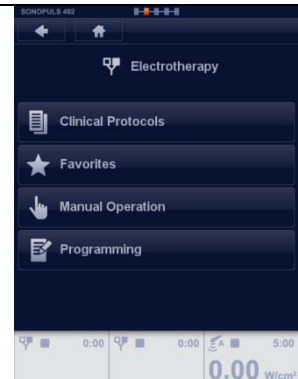 SONOPULS 492
Electrotherapy
Clinical Protocols
Favorites
Manual Operation
Programming
0:00 0:00 A 5:00
0.00 W/cm²